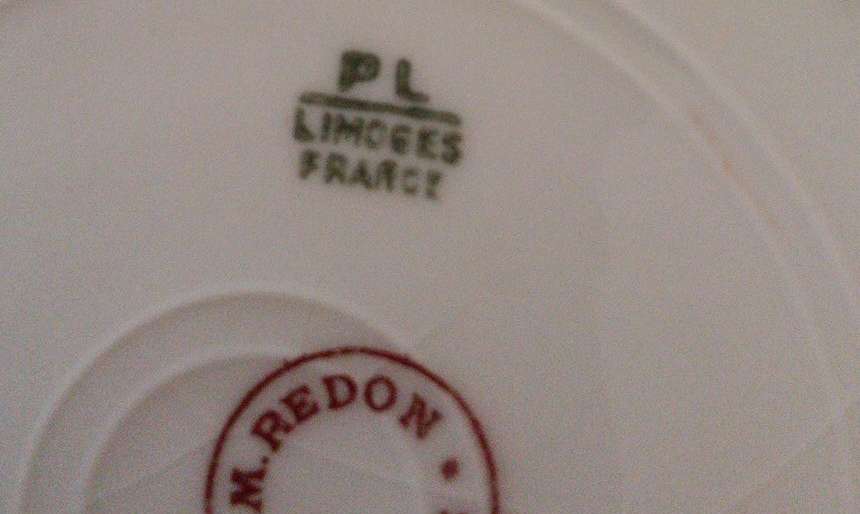 PL
LIMOGES
FRANCE
M. REDON